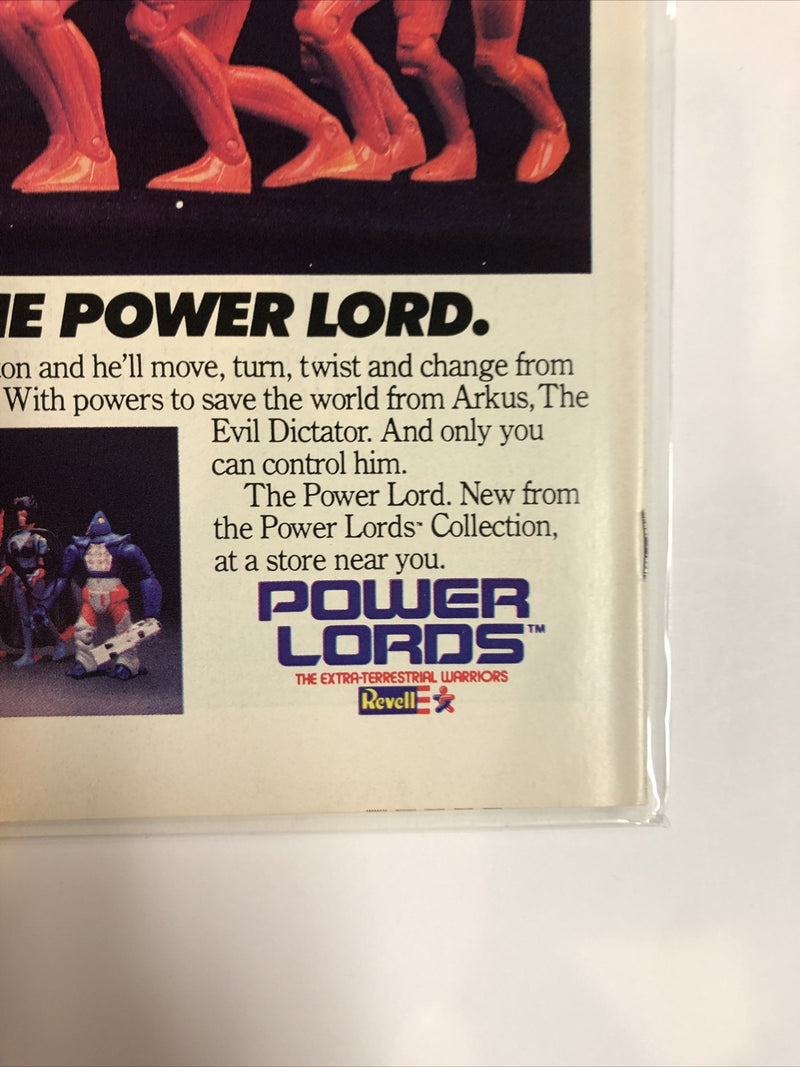 E POWER LORD.
on and he'll move, turn, twist and change from
With powers to save the world from Arkus, The
Evil Dictator. And only you
can control him.
The Power Lord. New from
the Power Lords™ Collection,
at a store near you.
POWER
LORDS™
THE EXTRA-TERRESTRIAL WARRIORS
Revell